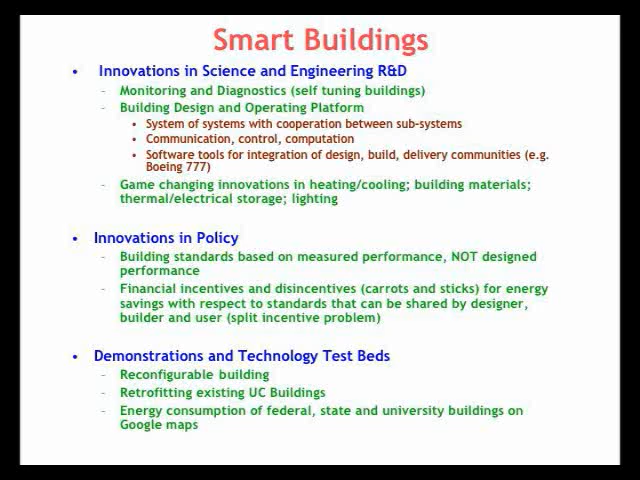 Smart Buildings
• Innovations in Science and Engineering R&D
– Monitoring and Diagnostics (self tuning buildings)
– Building Design and Operating Platform
• System of systems with cooperation between sub-systems
• Communication, control, computation
• Software tools for integration of design, build, delivery communities (e.g.
Boeing 777)
– Game changing innovations in heating/cooling; building materials;
thermal/electrical storage; lighting
• Innovations in Policy
– Building standards based on measured performance, NOT designed
performance
– Financial incentives and disincentives (carrots and sticks) for energy
savings with respect to standards that can be shared by designer,
builder and user (split incentive problem)
• Demonstrations and Technology Test Beds
– Reconfigurable building
– Retrofitting existing UC Buildings
– Energy consumption of federal, state and university buildings on
Google maps